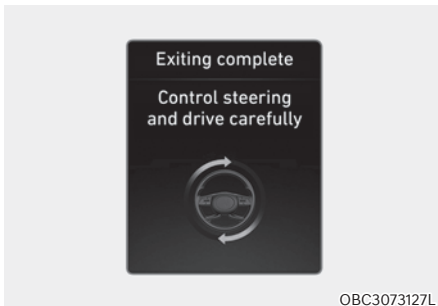 Exiting complete
Control steering
and drive carefully
OBC3073127L